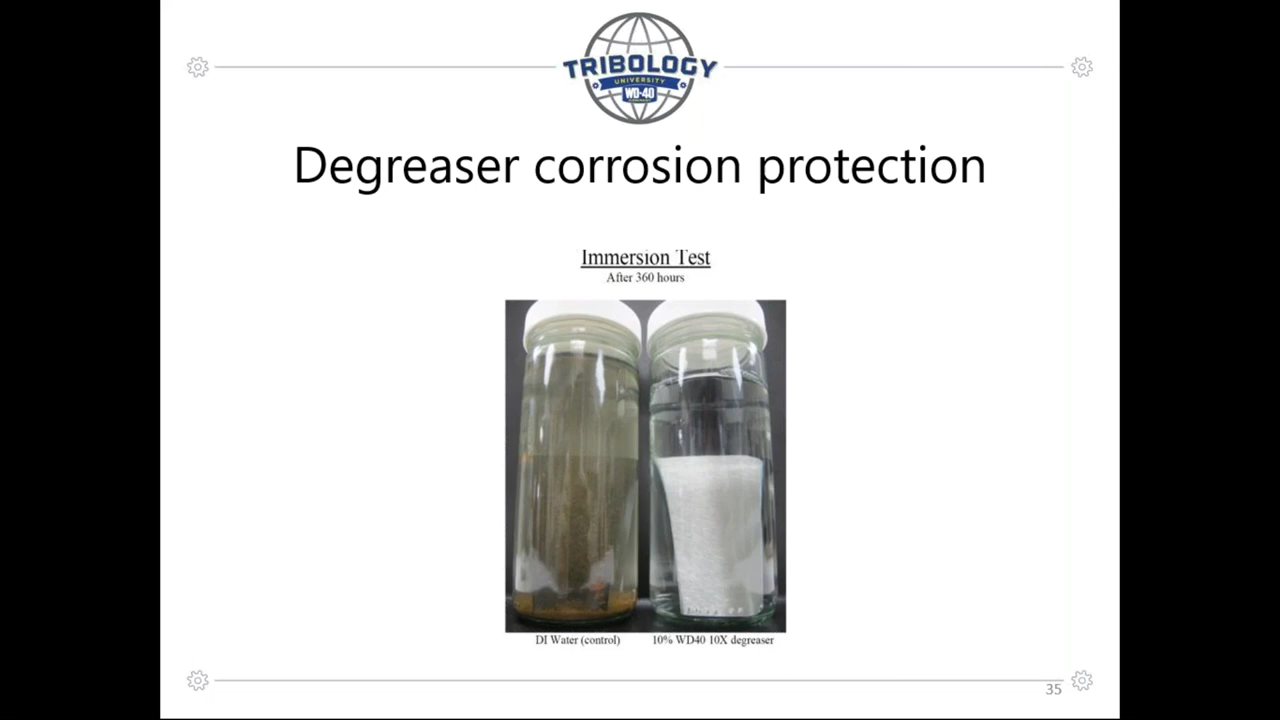 TRIBOLOGY
UNIVERSITY
WD-40
Degreaser corrosion protection
Immersion Test
After 360 hours
DI Water (control) 10% WD40 10X degreaser
35